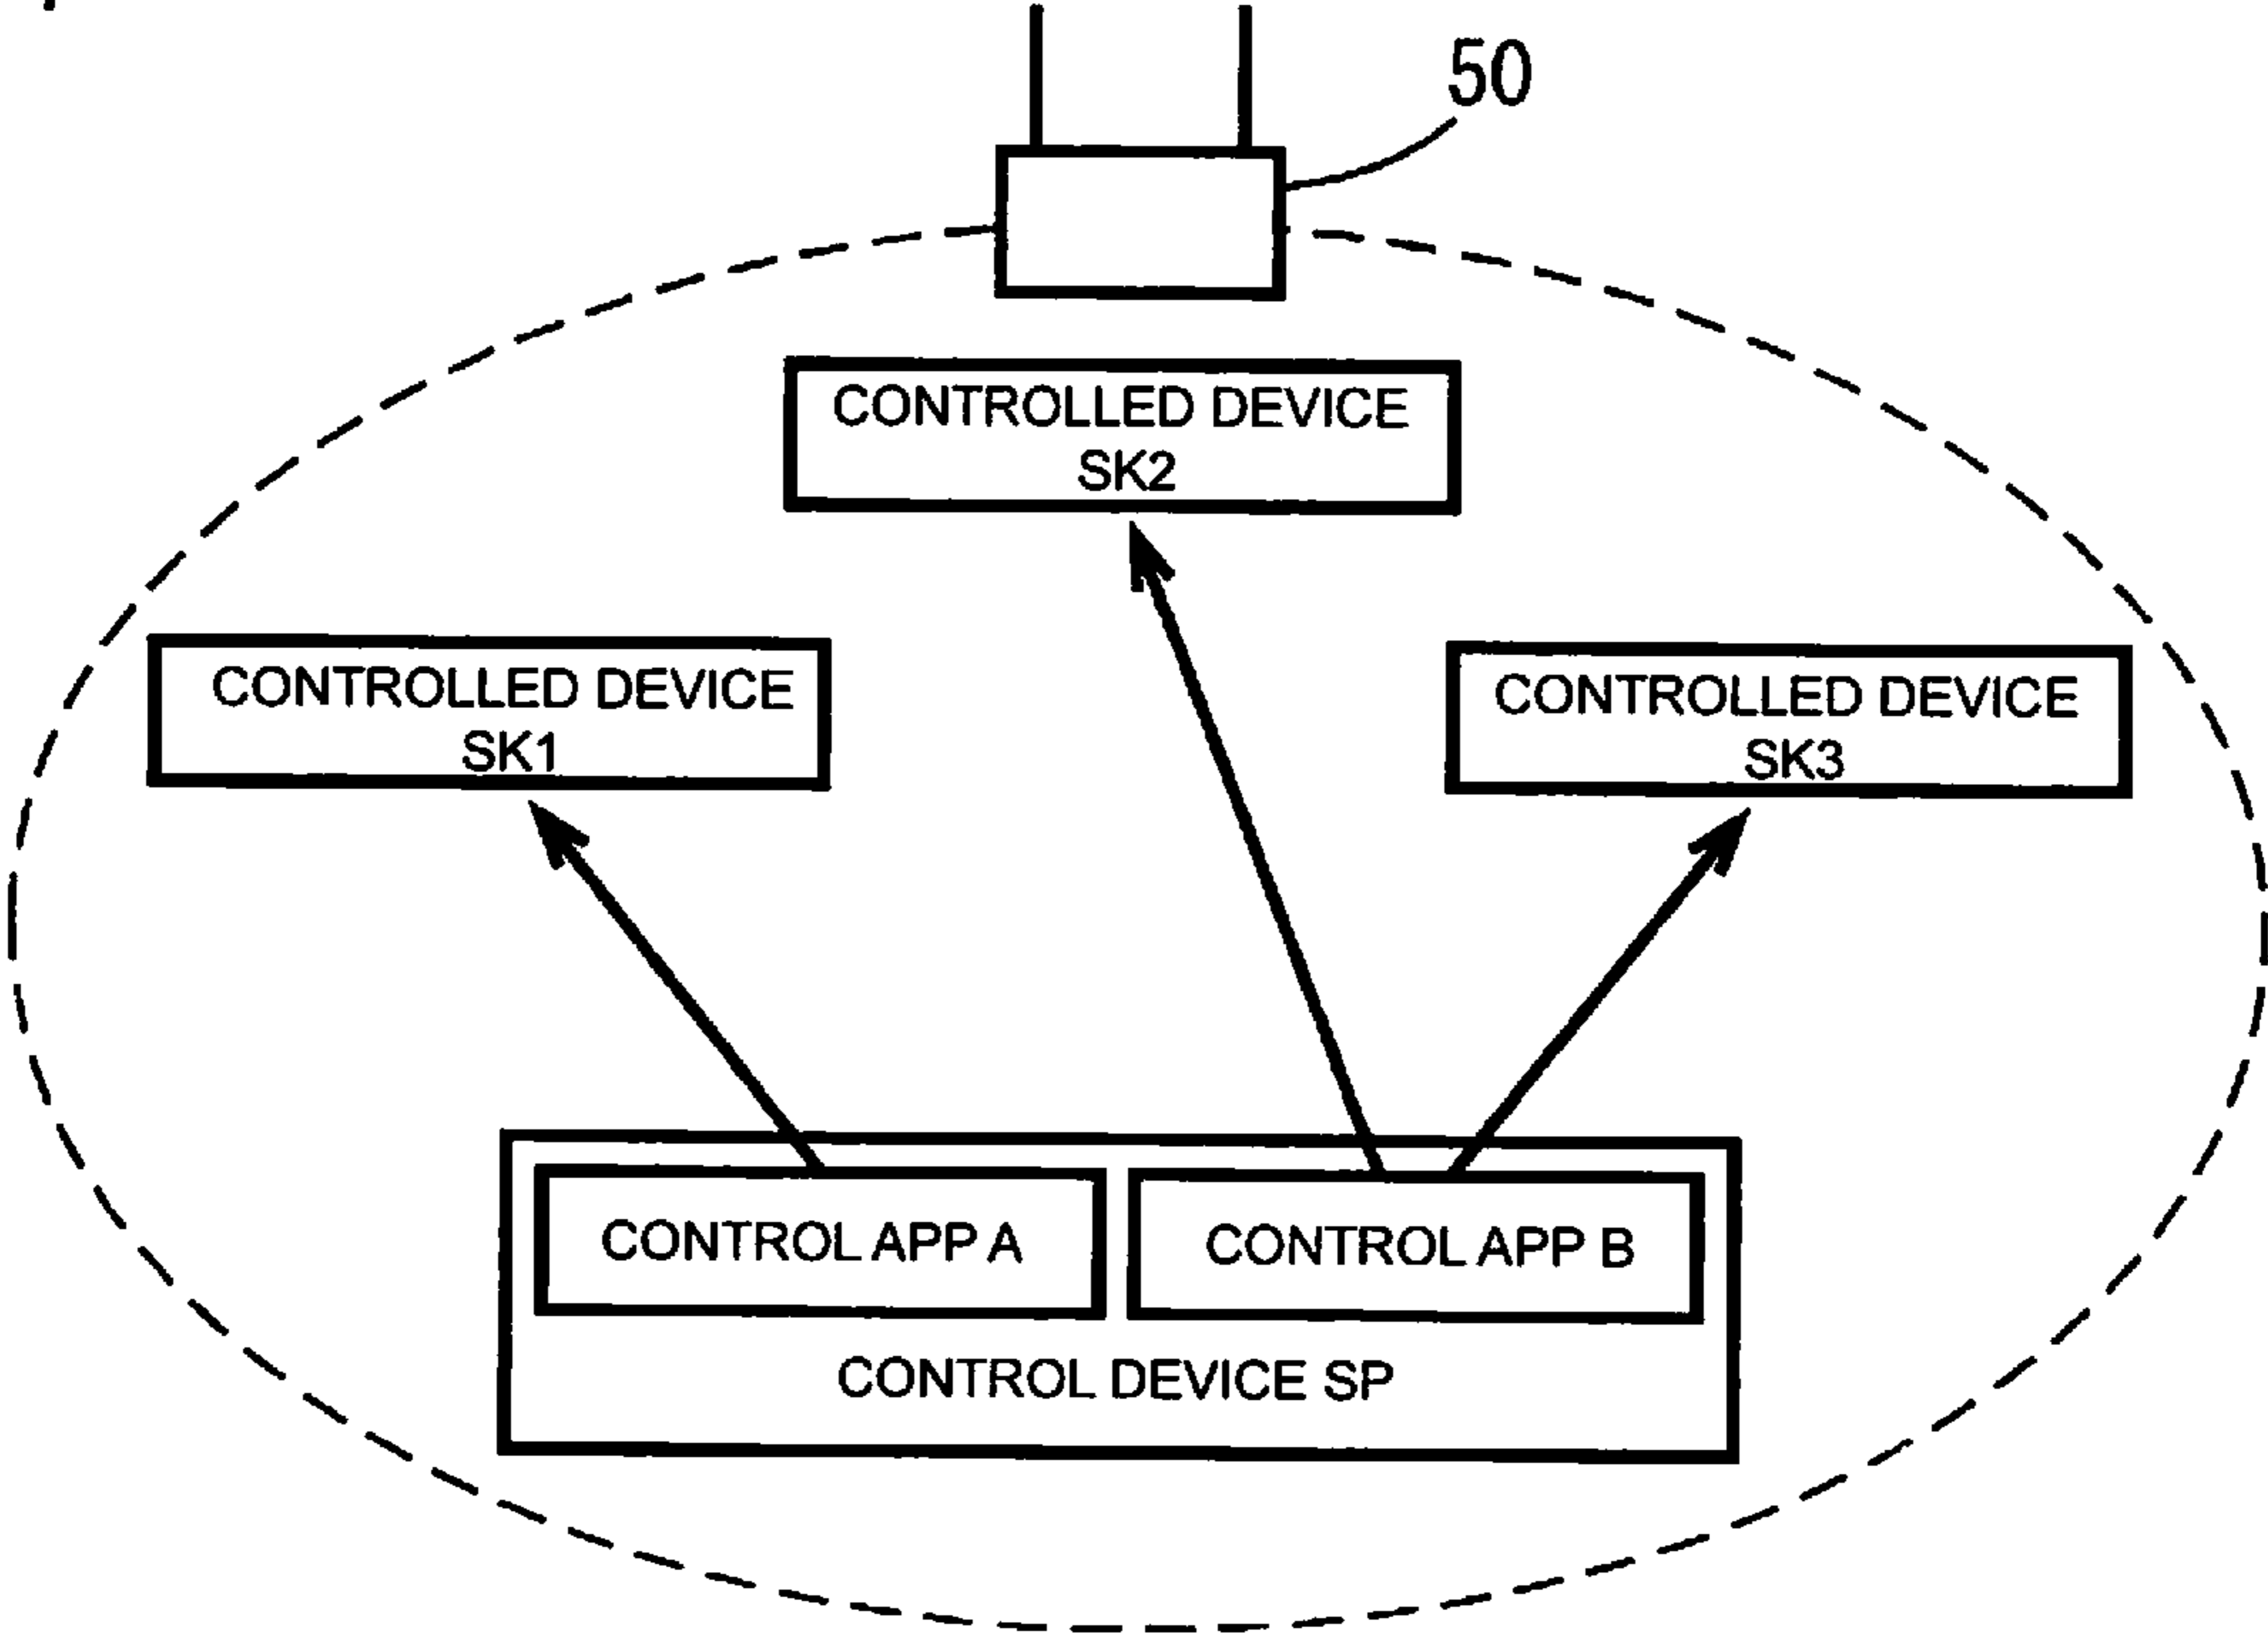 50
CONTROLLED DEVICE
SK2
CONTROLLED DEVICE
SK1
CONTROLLED DEVICE
SK3
CONTROL APP A
CONTROL APP B
CONTROL DEVICE SP